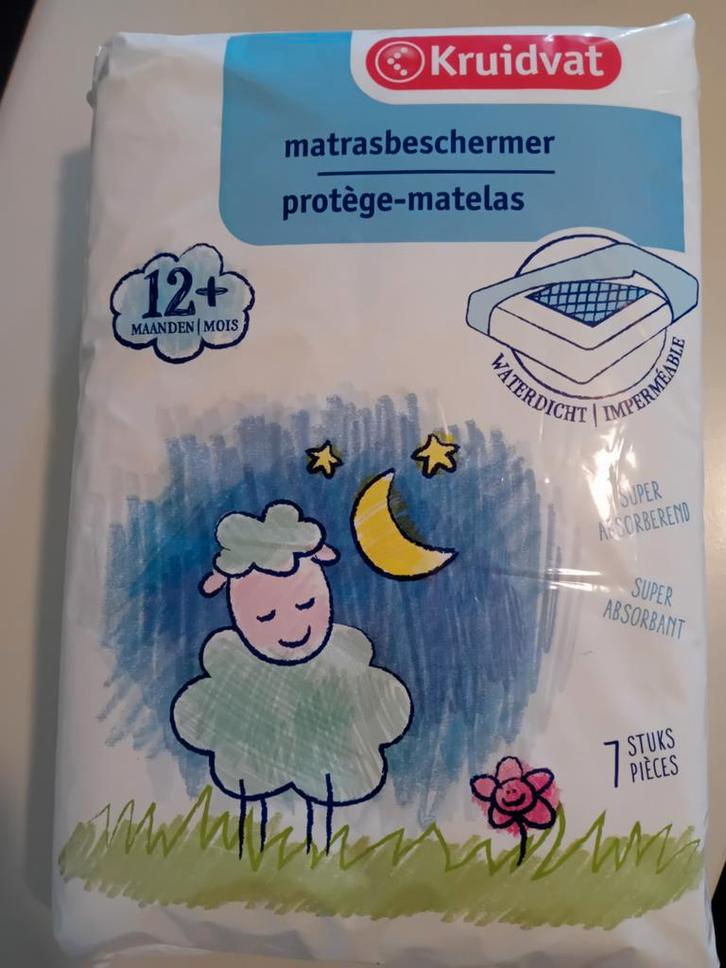 Kruidvat
matrasbeschermer
protège-matelas
12+
MAANDEN | MOIS
WATERDICHT | IMPERMÉABLE
SUPER
ABSORBEREND
SUPER
ABSORBANT
7 STUKS
PIÈCES